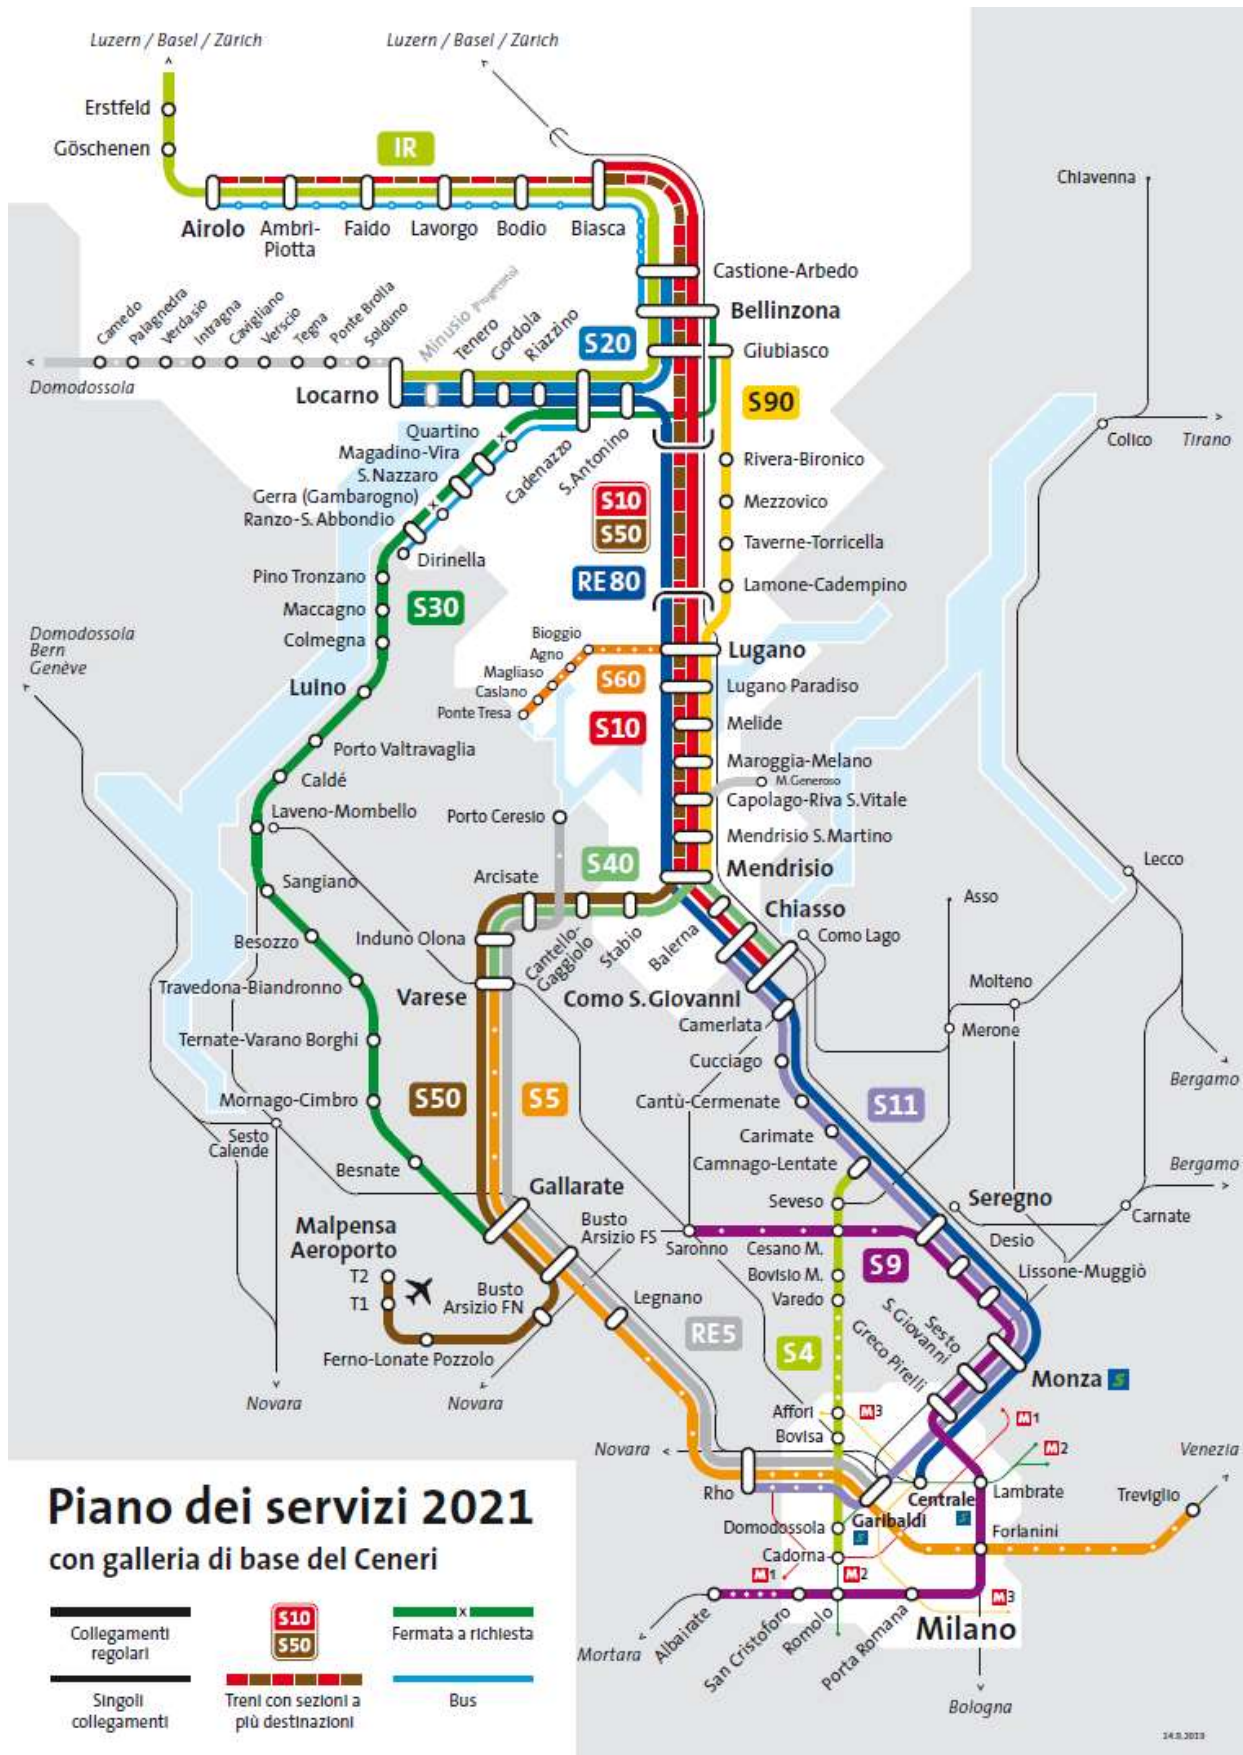 Luzern / Basel / Zürich
Luzern / Basel / Zürich
Erstfeld
Göschenen
IR
Chiavenna
Airolo
Ambrì-
Piotta
Faido
Lavorgo
Bodio
Biasca
Castione-Arbedo
Bellinzona
Giubiasco
Camedo
Palagnedra
Verdasio
Intragna
Cavigliano
Verscio
Tegna
Ponte Brolla
Solduno
Minusio
Tenero
Gordola
Riazzino
S20
Domodossola
Locarno
S90
Colico
Tirano
Quartino
Magadino-Vira
S. Nazzaro
Gerra (Gambarogno)
Ranzo-S. Abbondio
Cadenazzo
S. Antonino
Dirinella
Rivera-Bironico
Mezzovico
Taverne-Torricella
Lamone-Cadempino
S10
S50
RE80
Pino Tronzano
Maccagno
Colmegna
S30
Domodossola
Bern
Genève
Luino
Bioggio
Agno
Magliaso
Caslano
Ponte Tresa
S60
S10
Lugano
Lugano Paradiso
Melide
Maroggia-Melano
M. Generoso
Capolago-Riva S. Vitale
Mendrisio S. Martino
Mendrisio
Porto Valtravaglia
Caldé
Laveno-Mombello
Porto Ceresio
S40
Arcisate
Sangiano
Besozzo
Induno Olona
Cantello-
Gaggiolo
Stabio
Balerna
Chiasso
Como Lago
Asso
Lecco
Travedona-Biandronno
Varese
Como S. Giovanni
Camerlata
Molteno
Merone
Ternate-Varano Borghi
Cucciago
Bergamo
Mornago-Cimbro
S50
S5
Cantù-Cermenate
S11
Sesto
Calende
Carimate
Besnate
Camnago-Lentate
Bergamo
Gallarate
Seveso
Seregno
Carnate
Malpensa
Aeroporto
Busto
Arsizio FS
Saronno
Cesano M.
Desio
T2
T1
Busto
Arsizio FN
Bovisio M.
S9
Lissone-Muggiò
Legnano
Varedo
Sesto
S. Giovanni
Greco Pirelli
RE5
S4
Ferno-Lonate Pozzolo
Monza S
Novara
Novara
Affori
M3
M1
Bovisa
Novara
M2
Venezia
Rho
Centrale
S
Lambrate
Treviglio
Garibaldi
S
Domodossola
Forlanini
Cadorna
M1
M2
M3
Albairate
San Cristoforo
Romolo
Porta Romana
Milano
Mortara
Bologna
Piano dei servizi 2021
con galleria di base del Ceneri
Collegamenti
regolari
S10
S50
x
Fermata a richiesta
Singoli
collegamenti
Treni con sezioni a
più destinazioni
Bus